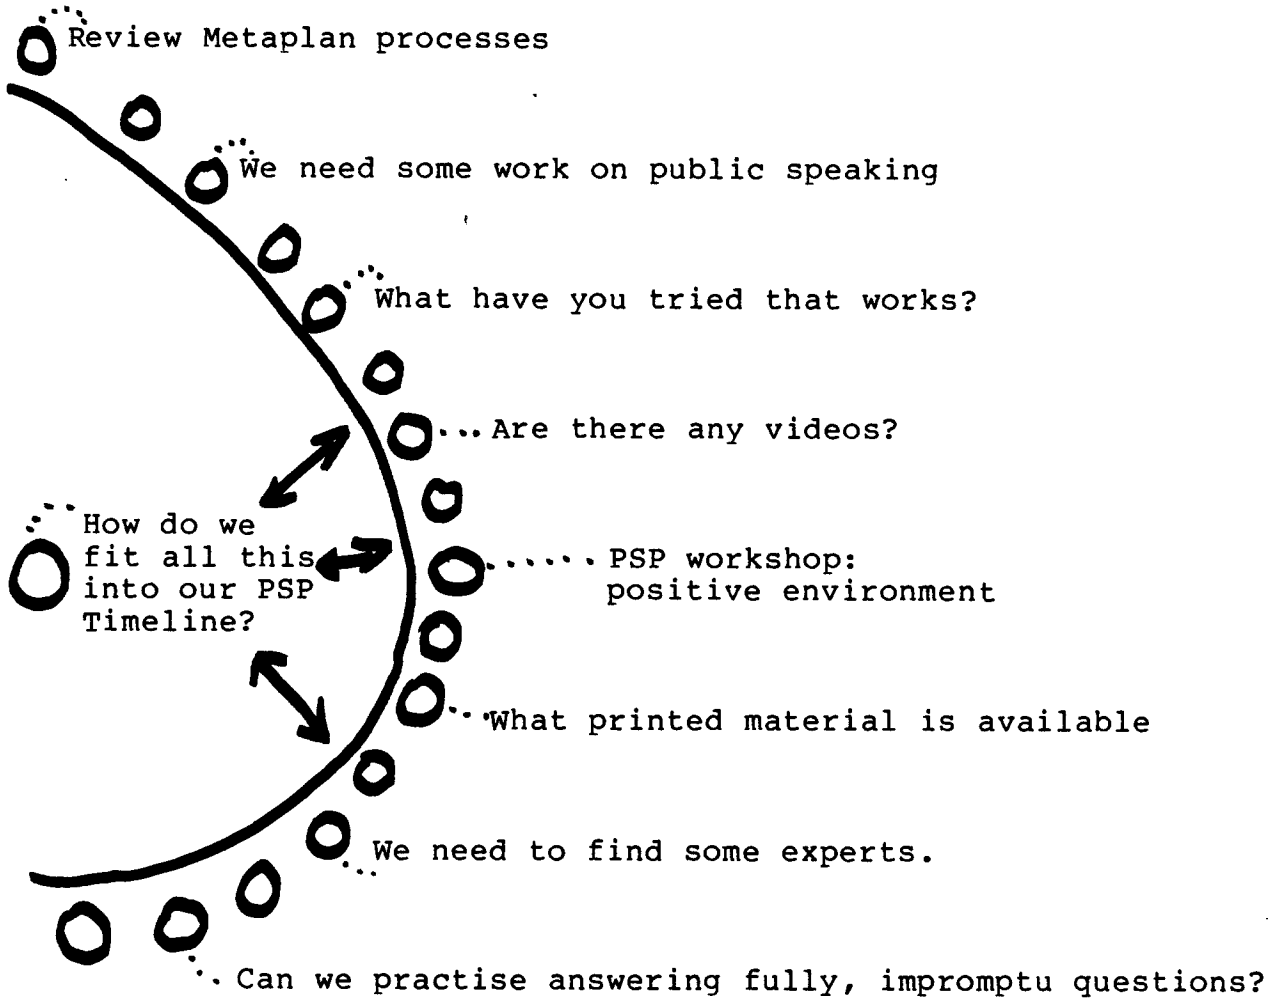 Review Metaplan processes
We need some work on public speaking
What have you tried that works?
Are there any videos?
How do we
fit all this
into our PSP
Timeline?
PSP workshop:
positive environment
What printed material is available
We need to find some experts.
Can we practise answering fully, impromptu questions?